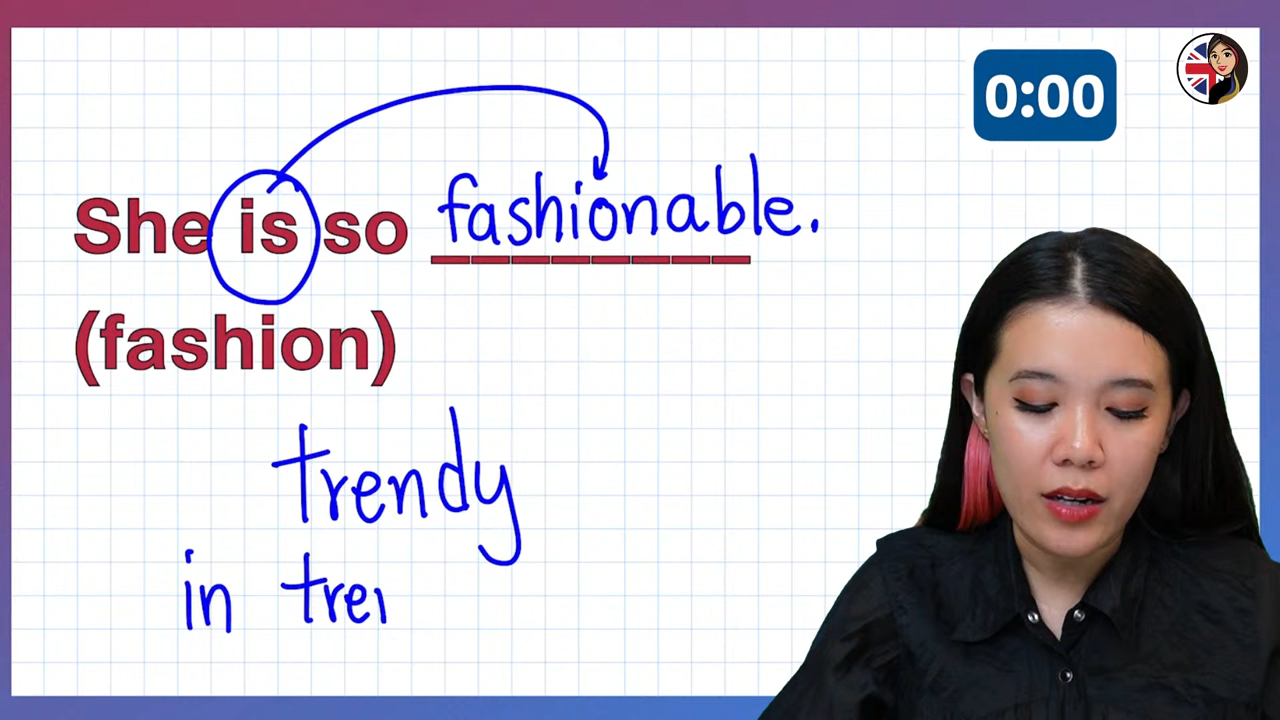 0:00
She is so fashionable.
(fashion)
trendy
in